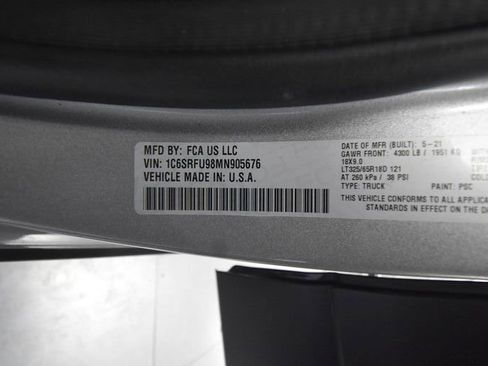 MFD BY: FCA US LLC
VIN: 1C6SRFU98MN905676
VEHICLE MADE IN: U.S.A.
DATE OF MFR (BUILT): 5-21
GAWR FRONT: 4300 LB / 1951 KG
18X9.0
LT325/65R18D 121
AT 260 kPa / 38 PSI
TYPE: TRUCK PAINT: PSC
THIS VEHICLE CONFORMS TO ALL APPLICA
STANDARDS IN EFFECT ON THE D